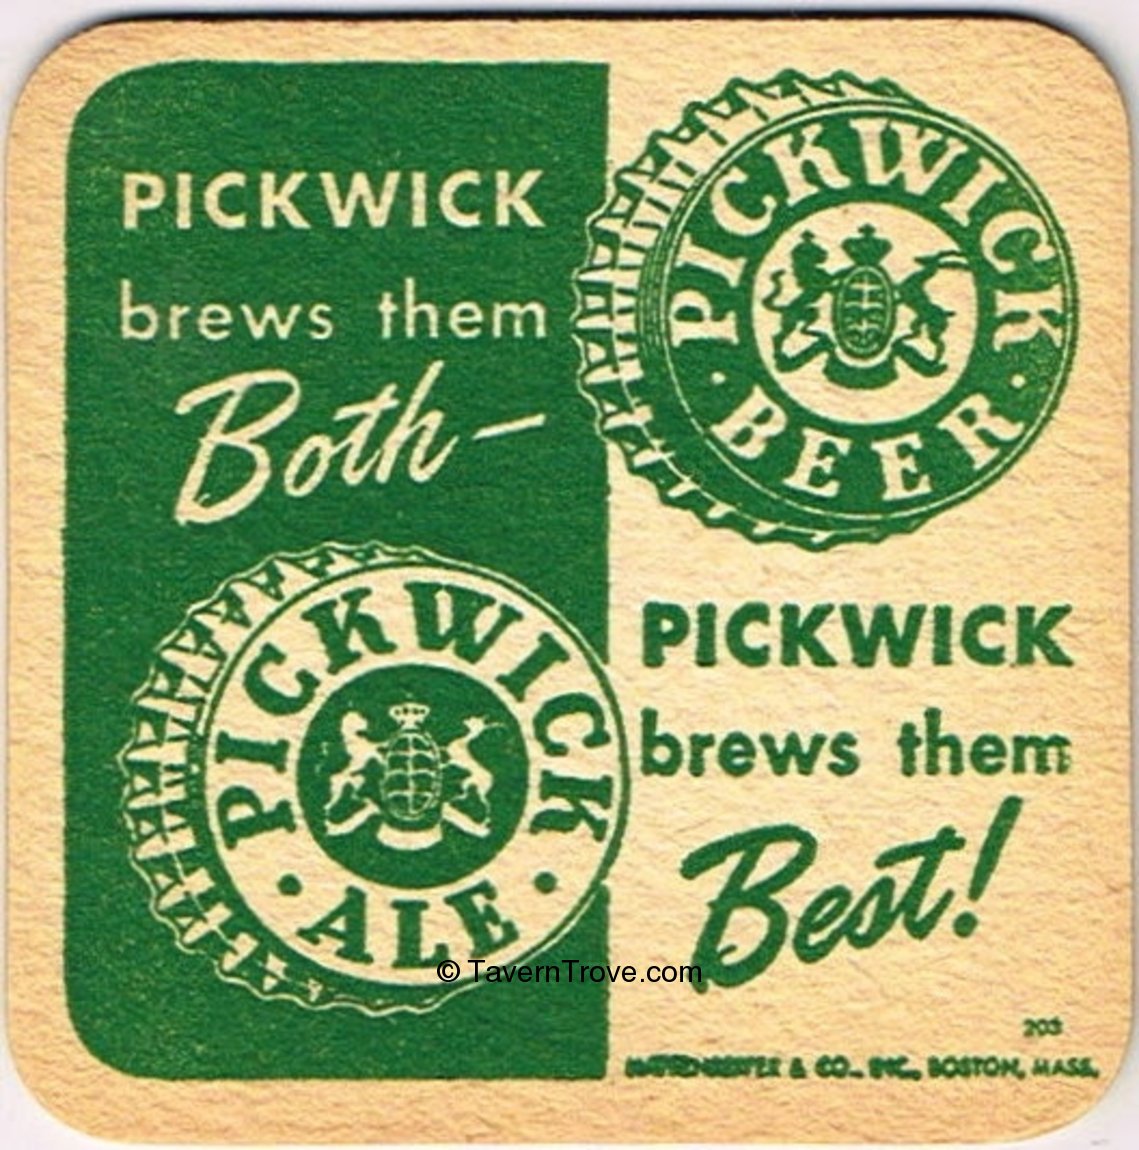 PICKWICK
brews them
Both –
PICKWICK
BEER
PICKWICK
ALE
PICKWICK
brews them
Best!
© TavernTrove.com
203
& CO., INC., BOSTON, MASS.